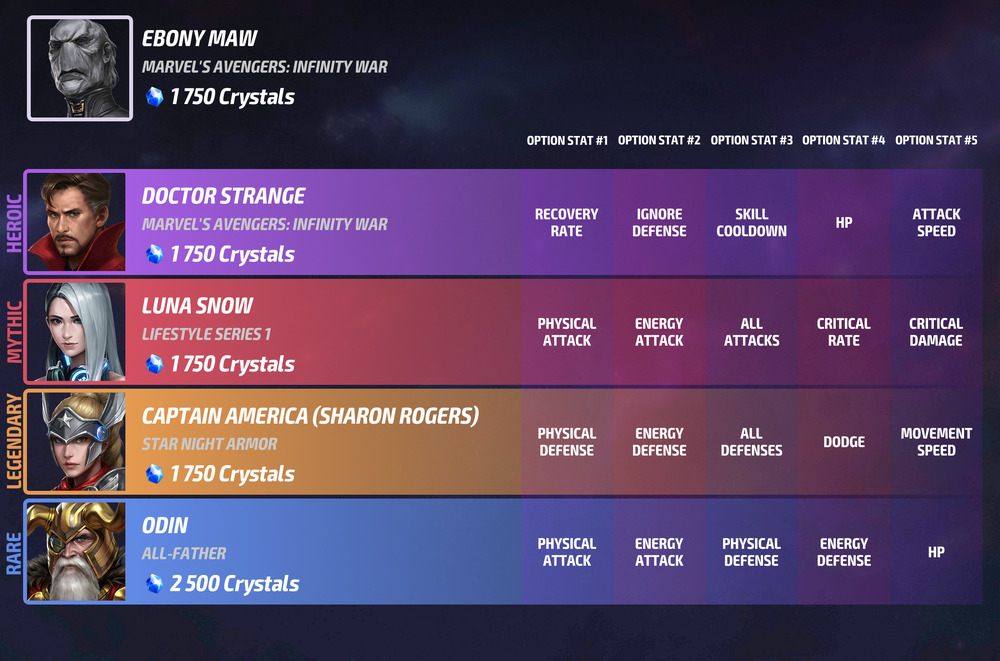 EBONY MAW
MARVEL'S AVENGERS: INFINITY WAR
1 750 Crystals
OPTION STAT #1 OPTION STAT #2 OPTION STAT #3 OPTION STAT #4 OPTION STAT #5
HEROIC
DOCTOR STRANGE
MARVEL'S AVENGERS: INFINITY WAR
1 750 Crystals
RECOVERY
RATE
IGNORE
DEFENSE
SKILL
COOLDOWN
HP
ATTACK
SPEED
MYTHIC
LUNA SNOW
LIFESTYLE SERIES 1
1 750 Crystals
PHYSICAL
ATTACK
ENERGY
ATTACK
ALL
ATTACKS
CRITICAL
RATE
CRITICAL
DAMAGE
LEGENDARY
CAPTAIN AMERICA (SHARON ROGERS)
STAR NIGHT ARMOR
1 750 Crystals
PHYSICAL
DEFENSE
ENERGY
DEFENSE
ALL
DEFENSES
DODGE
MOVEMENT
SPEED
RARE
ODIN
ALL-FATHER
2 500 Crystals
PHYSICAL
ATTACK
ENERGY
ATTACK
PHYSICAL
DEFENSE
ENERGY
DEFENSE
HP